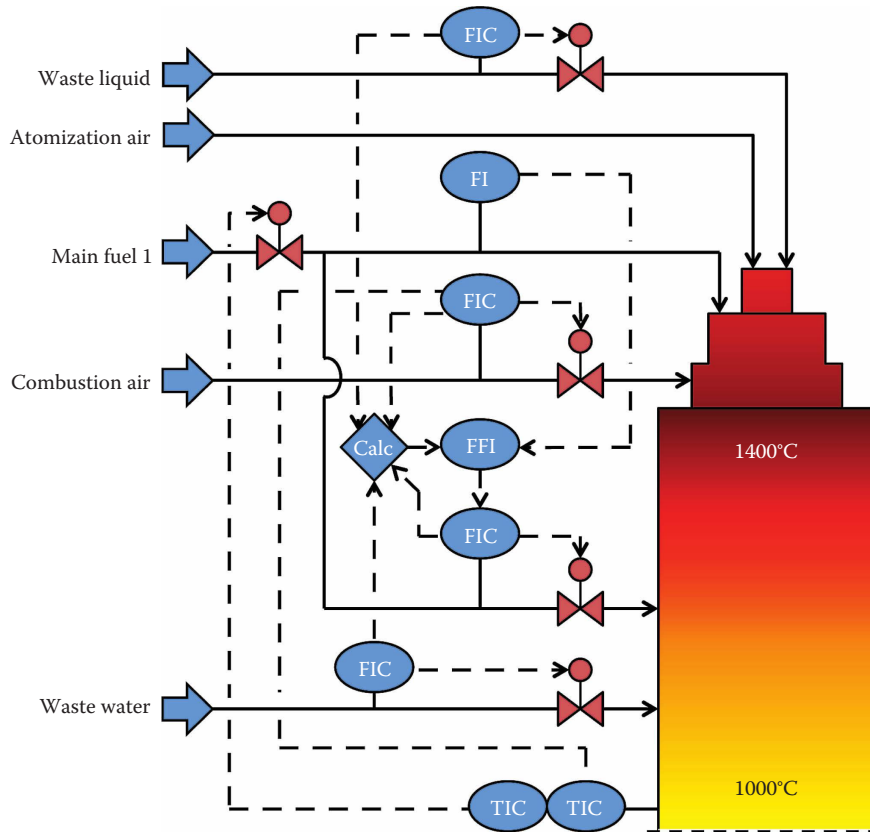 FIC
Waste liquid
Atomization air
FI
Main fuel 1
FIC
Combustion air
Calc
FFI
1400°C
FIC
FIC
Waste water
1000°C
TIC
TIC